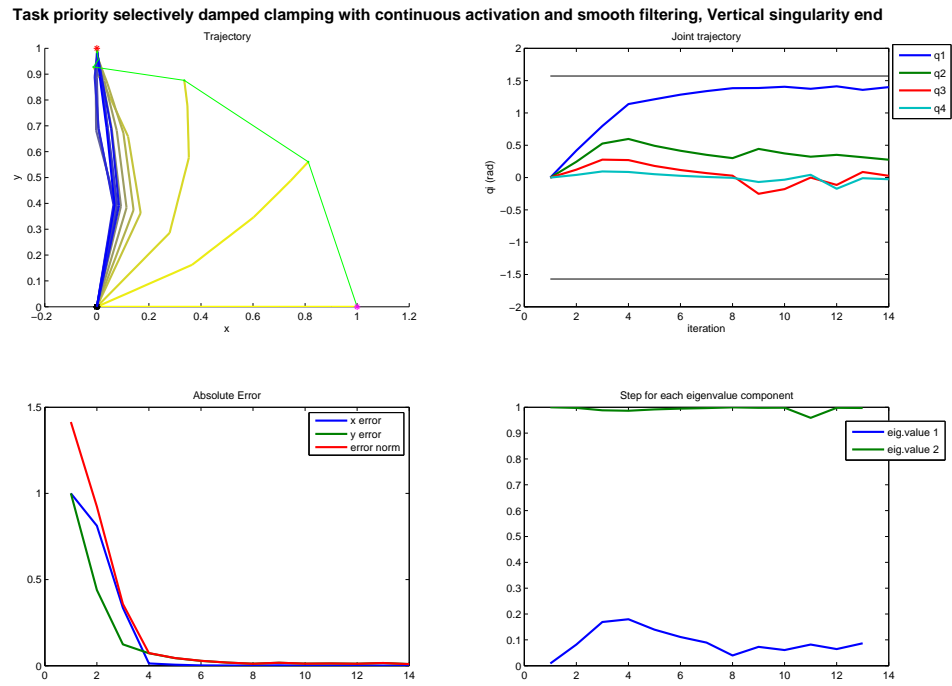 Task priority selectively damped clamping with continuous activation and smooth filtering, Vertical singularity end
Trajectory
1
0.9
0.8
0.7
0.6
0.5
0.4
0.3
0.2
0.1
0
y
−0.2 0 0.2 0.4 0.6 0.8 1 1.2
x
Joint trajectory
2
1.5
1
0.5
0
−0.5
−1
−1.5
−2
qi (rad)
0 2 4 6 8 10 12 14
iteration
q1
q2
q3
q4
Absolute Error
1.5
1
0.5
0
0 2 4 6 8 10 12 14
x error
y error
error norm
Step for each eigenvalue component
1
0.9
0.8
0.7
0.6
0.5
0.4
0.3
0.2
0.1
0
0 2 4 6 8 10 12 14
eig.value 1
eig.value 2